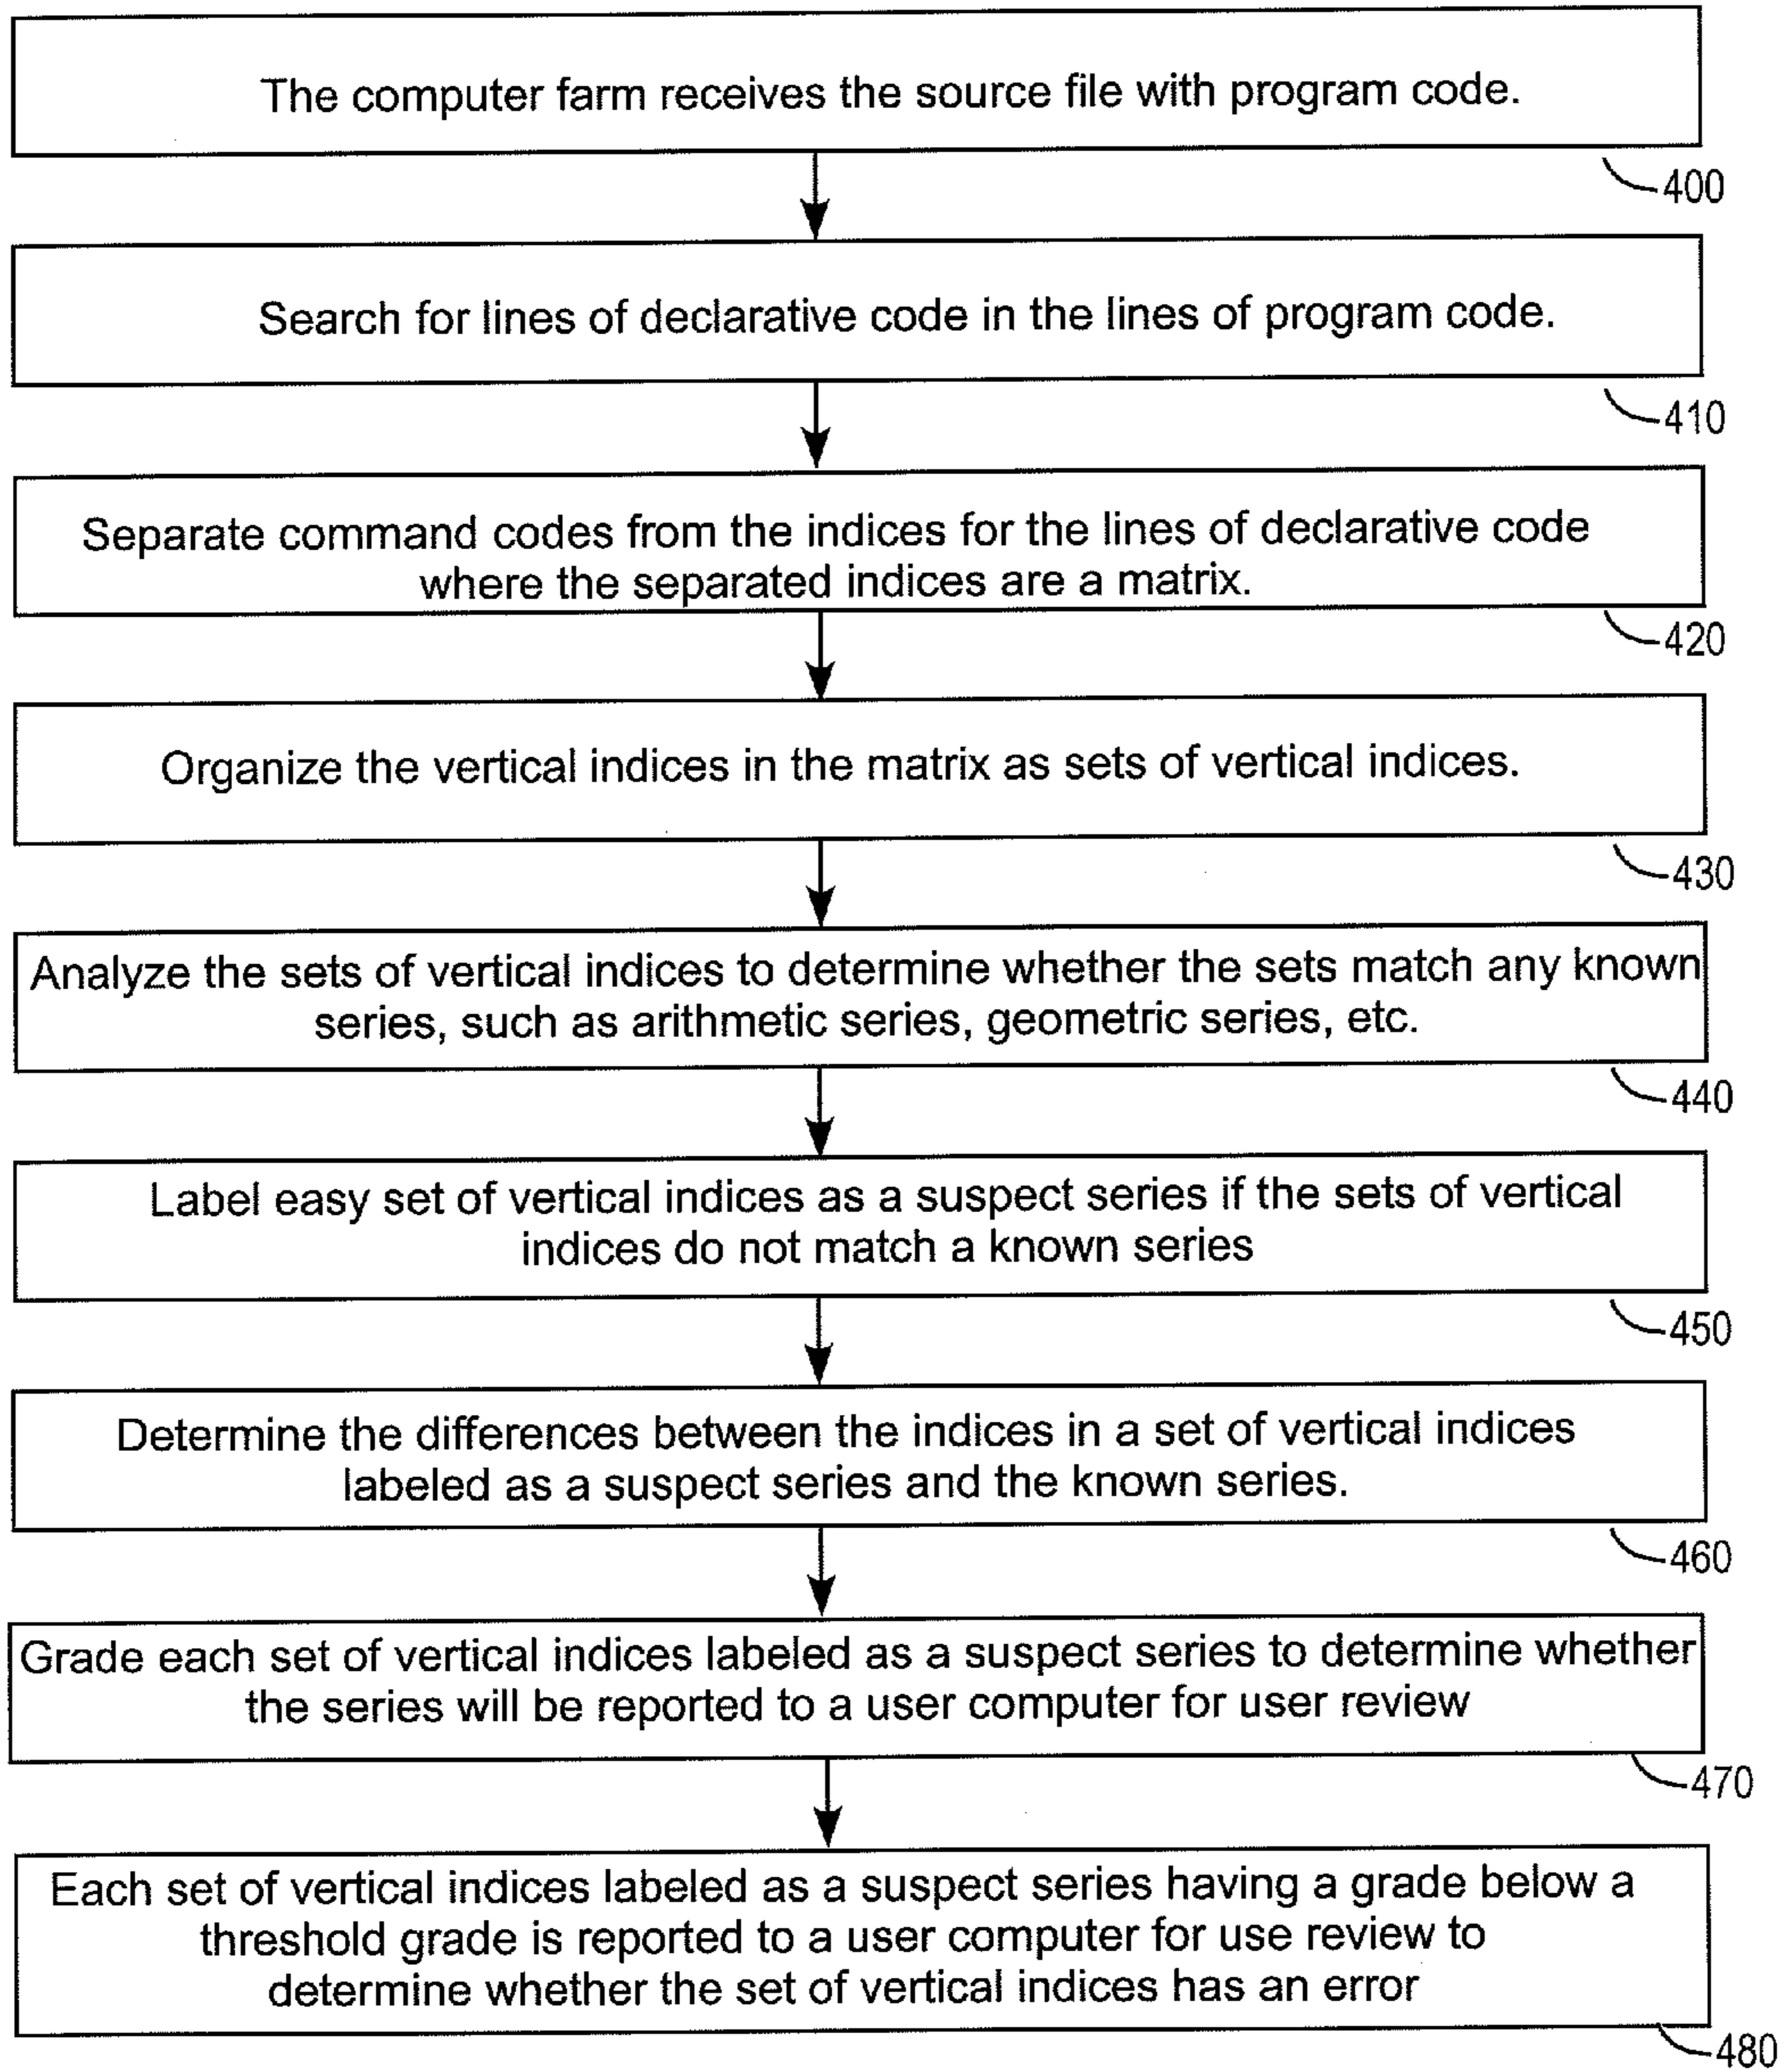 The computer farm receives the source file with program code.
400
Search for lines of declarative code in the lines of program code.
410
Separate command codes from the indices for the lines of declarative code
where the separated indices are a matrix.
420
Organize the vertical indices in the matrix as sets of vertical indices.
430
Analyze the sets of vertical indices to determine whether the sets match any known
series, such as arithmetic series, geometric series, etc.
440
Label easy set of vertical indices as a suspect series if the sets of vertical
indices do not match a known series
450
Determine the differences between the indices in a set of vertical indices
labeled as a suspect series and the known series.
460
Grade each set of vertical indices labeled as a suspect series to determine whether
the series will be reported to a user computer for user review
470
Each set of vertical indices labeled as a suspect series having a grade below a
threshold grade is reported to a user computer for use review to
determine whether the set of vertical indices has an error
480